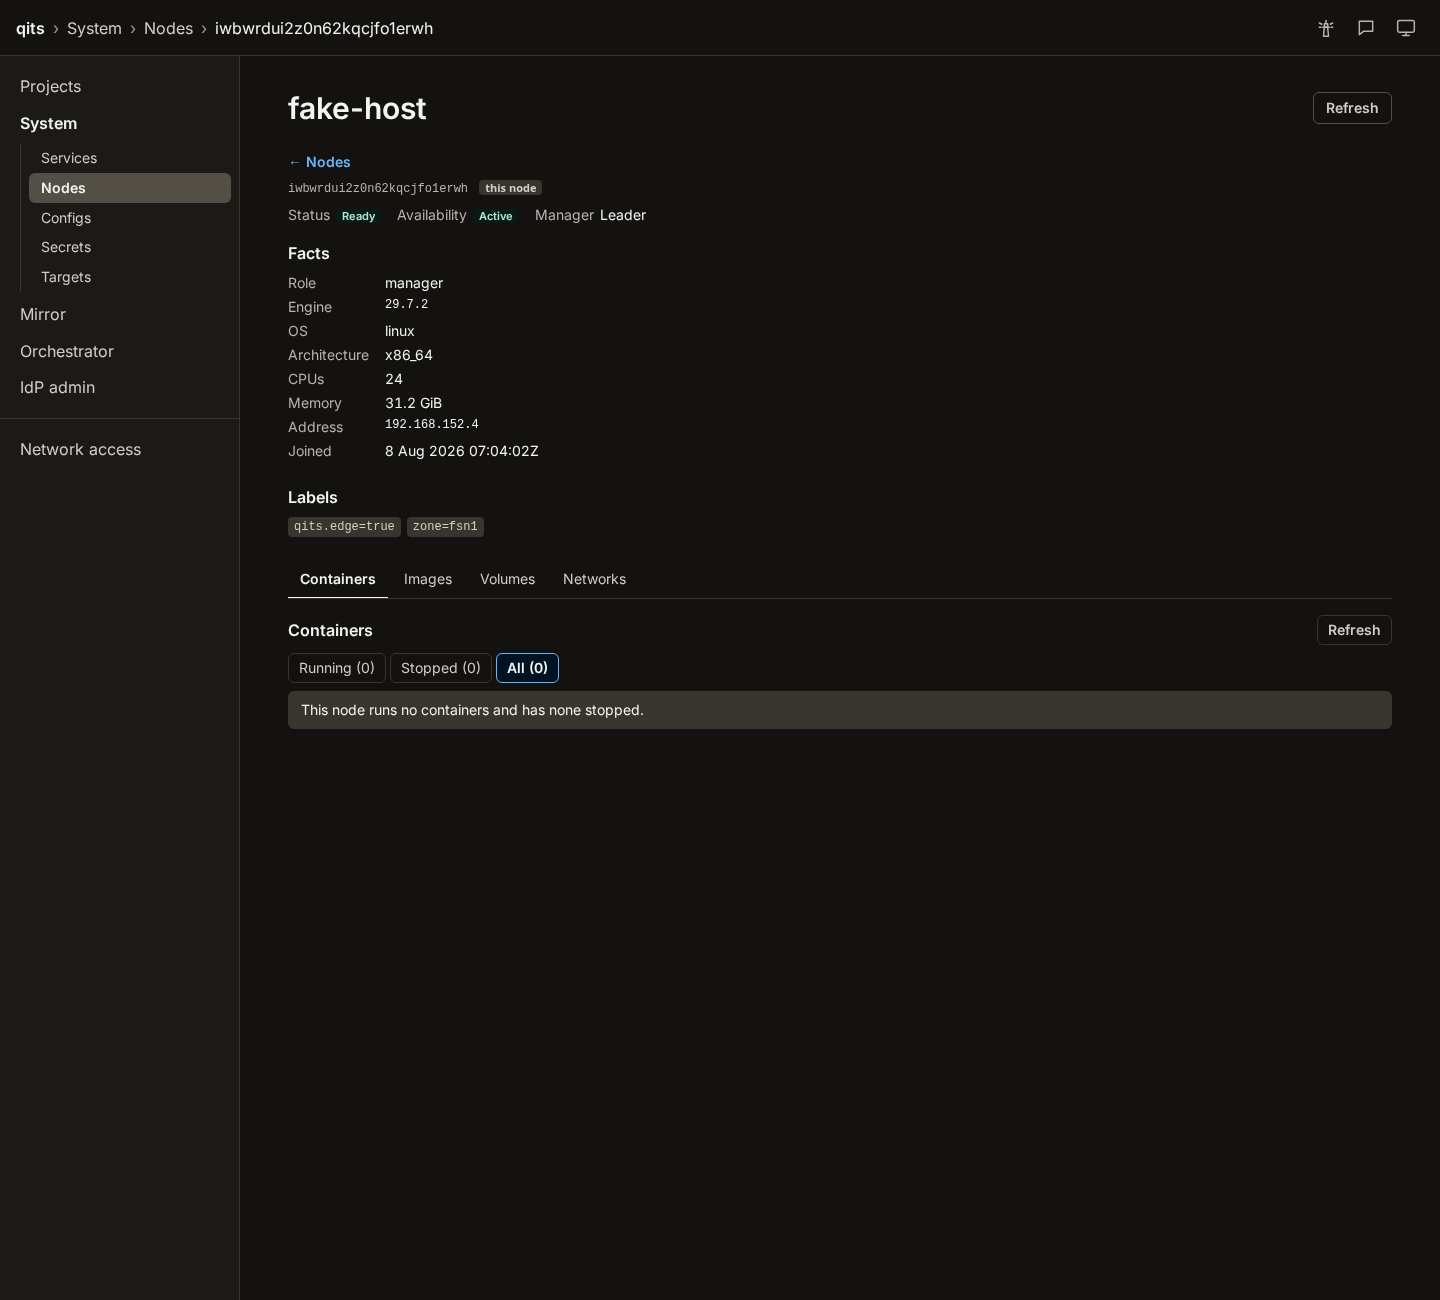 qits › System › Nodes › iwbwrdui2z0n62kqcjfo1erwh
Projects
System
Services
Nodes
Configs
Secrets
Targets
Mirror
Orchestrator
IdP admin
Network access
fake-host
Refresh
← Nodes
iwbwrdui2z0n62kqcjfo1erwh this node
Status Ready Availability Active Manager Leader
Facts
Role manager
Engine 29.7.2
OS linux
Architecture x86_64
CPUs 24
Memory 31.2 GiB
Address 192.168.152.4
Joined 8 Aug 2026 07:04:02Z
Labels
qits.edge=true zone=fsn1
Containers Images Volumes Networks
Containers
Refresh
Running (0) Stopped (0) All (0)
This node runs no containers and has none stopped.